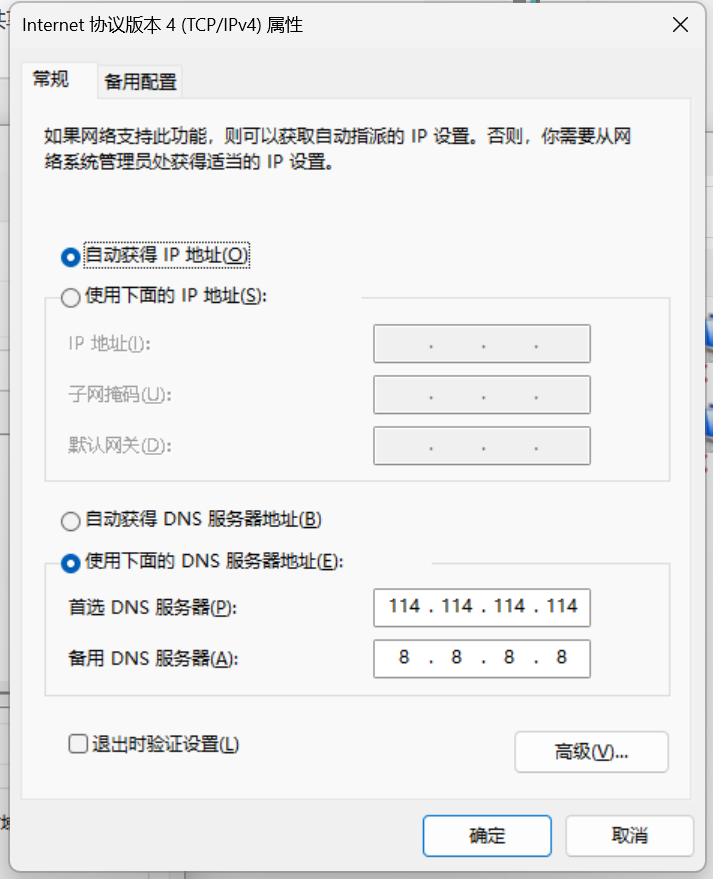 Internet 协议版本 4 (TCP/IPv4) 属性
常规
备用配置
如果网络支持此功能，则可以获取自动指派的 IP 设置。否则，你需要从网
络系统管理员处获得适当的 IP 设置。
自动获得 IP 地址(O)
使用下面的 IP 地址(S):
IP 地址(I):
. . .
子网掩码(U):
. . .
默认网关(D):
. . .
自动获得 DNS 服务器地址(B)
使用下面的 DNS 服务器地址(E):
首选 DNS 服务器(P):
114 . 114 . 114 . 114
备用 DNS 服务器(A):
8 . 8 . 8 . 8
退出时验证设置(L)
高级(V)...
确定
取消